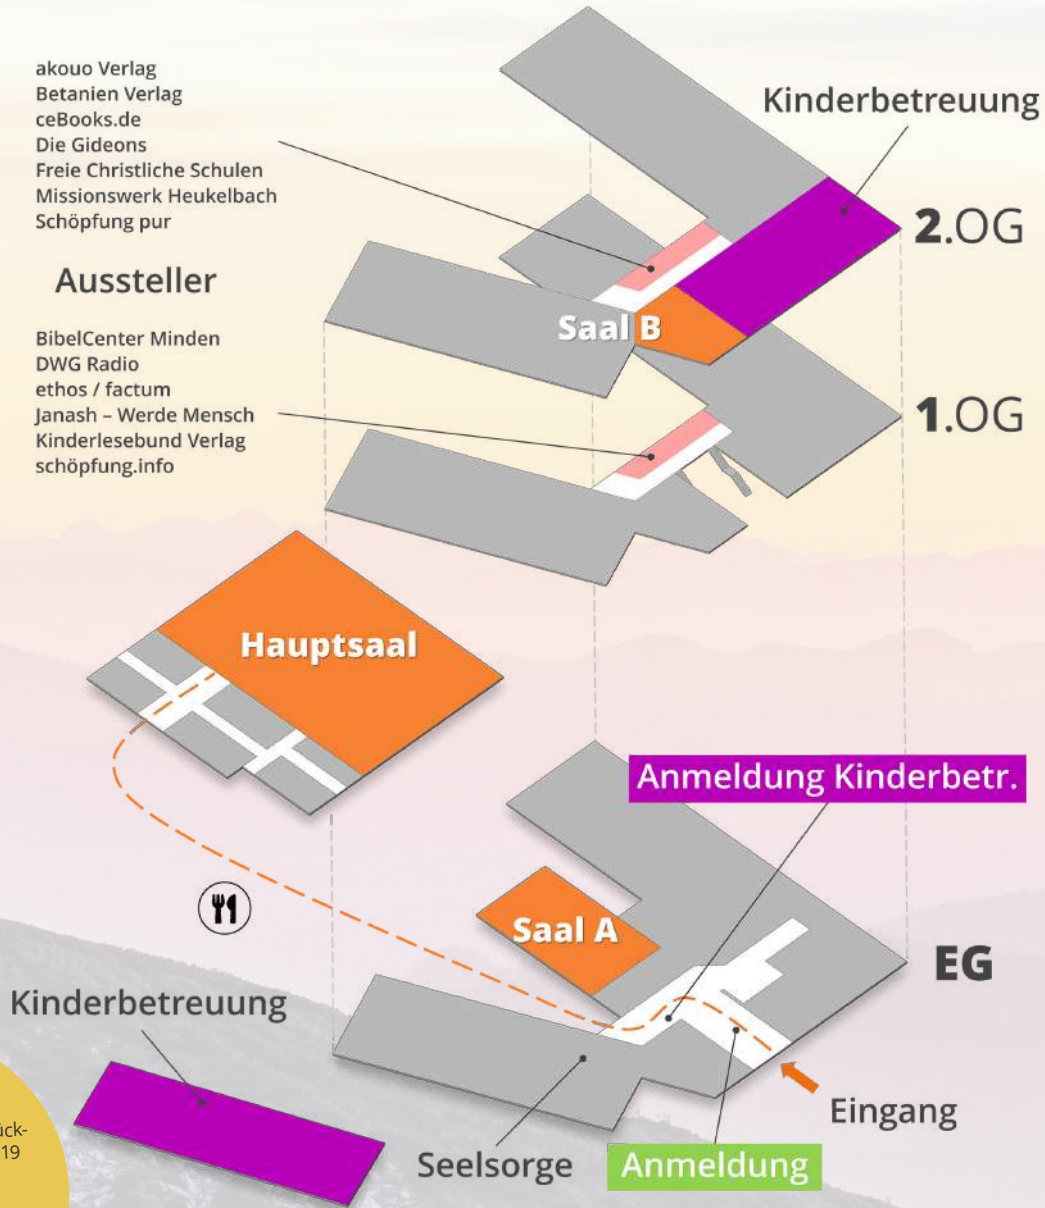 akouo Verlag
Betanien Verlag
ceBooks.de
Die Gideons
Freie Christliche Schulen
Missionswerk Heukelbach
Schöpfung pur
Aussteller
BibelCenter Minden
DWG Radio
ethos / factum
Janash – Werde Mensch
Kinderlesebund Verlag
schöpfung.info
Kinderbetreuung
2.OG
Saal B
1.OG
Hauptsaal
Anmeldung Kinderbetr.
Saal A
EG
Kinderbetreuung
Eingang
Seelsorge
Anmeldung
ück-
19